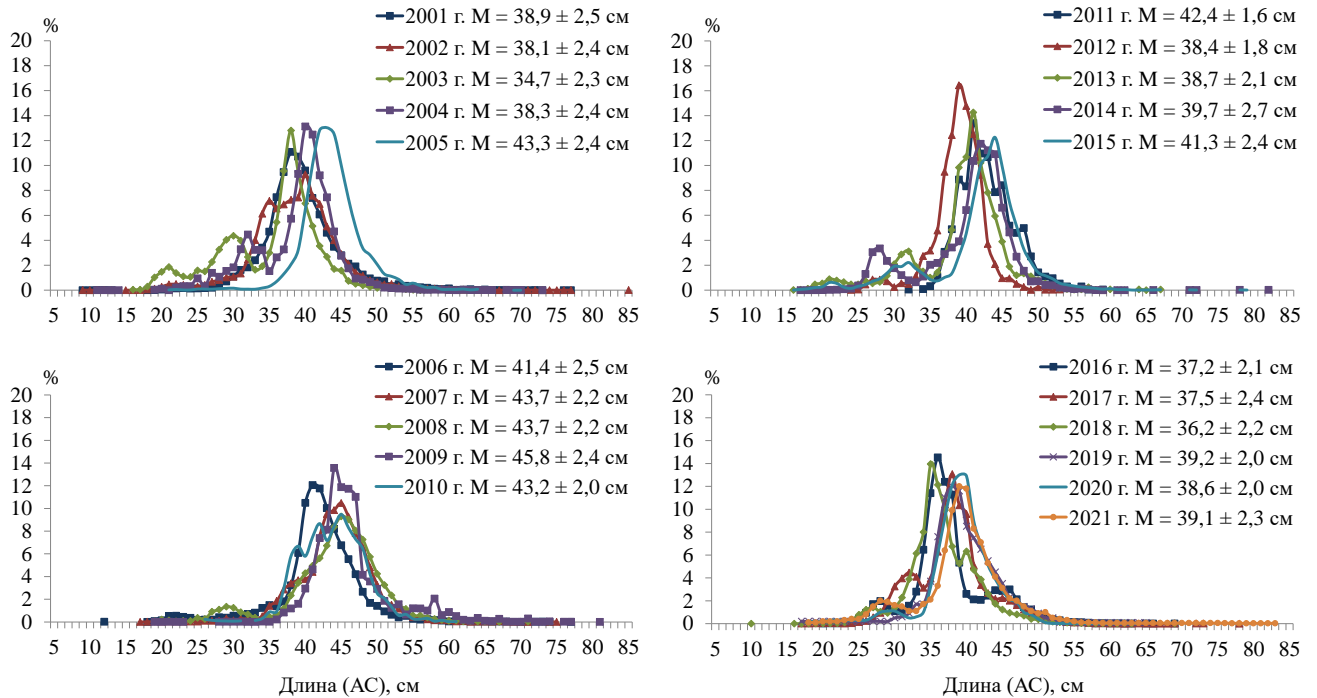 2001 г. M = 38,9 ± 2,5 см
2002 г. M = 38,1 ± 2,4 см
2003 г. M = 34,7 ± 2,3 см
2004 г. M = 38,3 ± 2,4 см
2005 г. M = 43,3 ± 2,4 см
%
20
18
16
14
12
10
8
6
4
2
0
5 10 15 20 25 30 35 40 45 50 55 60 65 70 75 80 85
2011 г. M = 42,4 ± 1,6 см
2012 г. M = 38,4 ± 1,8 см
2013 г. M = 38,7 ± 2,1 см
2014 г. M = 39,7 ± 2,7 см
2015 г. M = 41,3 ± 2,4 см
%
20
18
16
14
12
10
8
6
4
2
0
5 10 15 20 25 30 35 40 45 50 55 60 65 70 75 80 85
2006 г. M = 41,4 ± 2,5 см
2007 г. M = 43,7 ± 2,2 см
2008 г. M = 43,7 ± 2,2 см
2009 г. M = 45,8 ± 2,4 см
2010 г. M = 43,2 ± 2,0 см
%
20
18
16
14
12
10
8
6
4
2
0
5 10 15 20 25 30 35 40 45 50 55 60 65 70 75 80 85
Длина (АС), см
2016 г. M = 37,2 ± 2,1 см
2017 г. M = 37,5 ± 2,4 см
2018 г. M = 36,2 ± 2,2 см
2019 г. M = 39,2 ± 2,0 см
2020 г. M = 38,6 ± 2,0 см
2021 г. M = 39,1 ± 2,3 см
%
20
18
16
14
12
10
8
6
4
2
0
5 10 15 20 25 30 35 40 45 50 55 60 65 70 75 80 85
Длина (АС), см